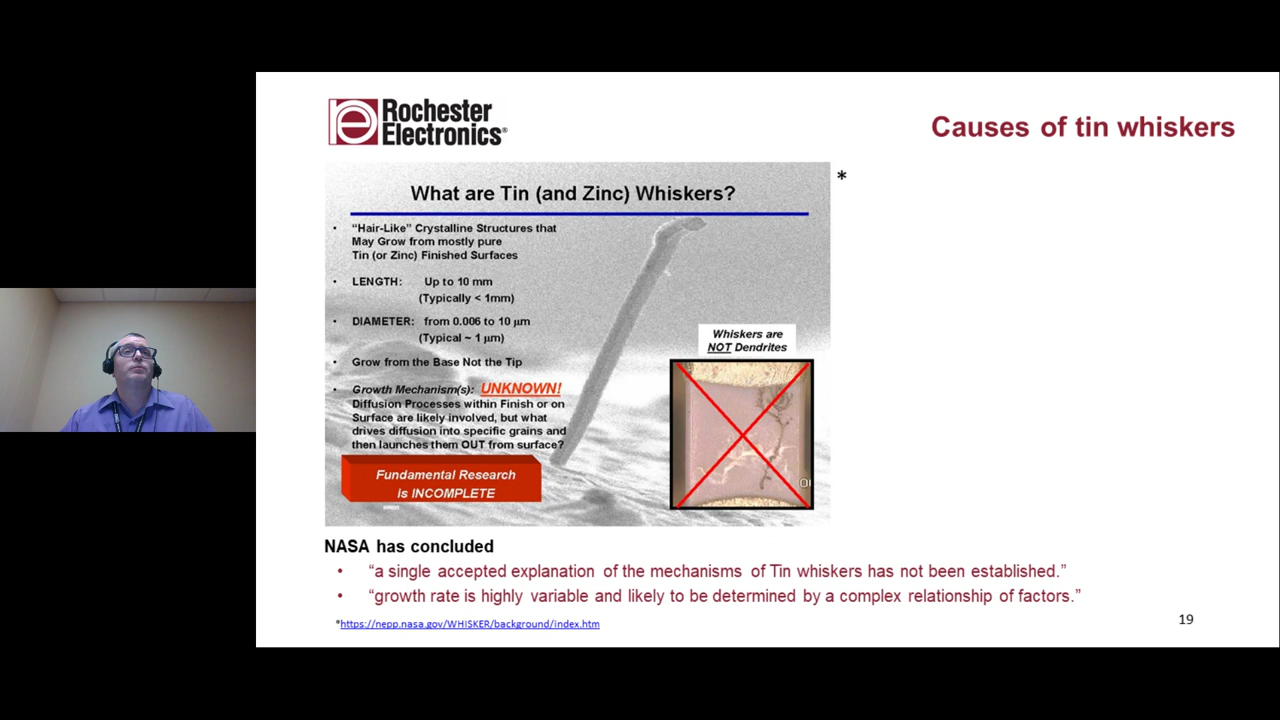 Rochester
Electronics®
Causes of tin whiskers
What are Tin (and Zinc) Whiskers?
*
• “Hair-Like” Crystalline Structures that
May Grow from mostly pure
Tin (or Zinc) Finished Surfaces
• LENGTH: Up to 10 mm
(Typically < 1mm)
• DIAMETER: from 0.006 to 10 µm
(Typical ~ 1 µm)
• Grow from the Base Not the Tip
• Growth Mechanism(s): UNKNOWN!
Diffusion Processes within Finish or on
Surface are likely involved, but what
drives diffusion into specific grains and
then launches them OUT from surface?
Fundamental Research
is INCOMPLETE
Whiskers are
NOT Dendrites
NASA has concluded
• “a single accepted explanation of the mechanisms of Tin whiskers has not been established.”
• “growth rate is highly variable and likely to be determined by a complex relationship of factors.”
*https://nepp.nasa.gov/WHISKER/background/index.htm
19